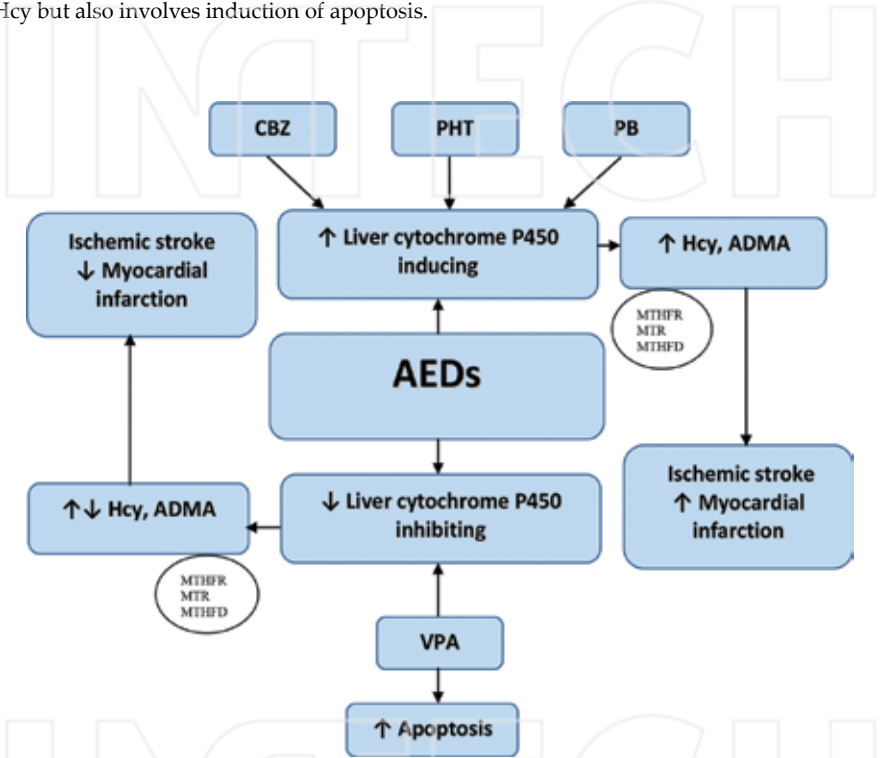 Hcy but also involves induction of apoptosis.
INTECH
CBZ
PHT
PB
Ischemic stroke
↓ Myocardial
infarction
↑ Liver cytochrome P450
inducing
↑ Hcy, ADMA
MTHFR
MTR
MTHFD
AEDs
Ischemic stroke
↑ Myocardial
infarction
↑↓ Hcy, ADMA
↓ Liver cytochrome P450
inhibiting
MTHFR
MTR
MTHFD
VPA
↑ Apoptosis
INTECH